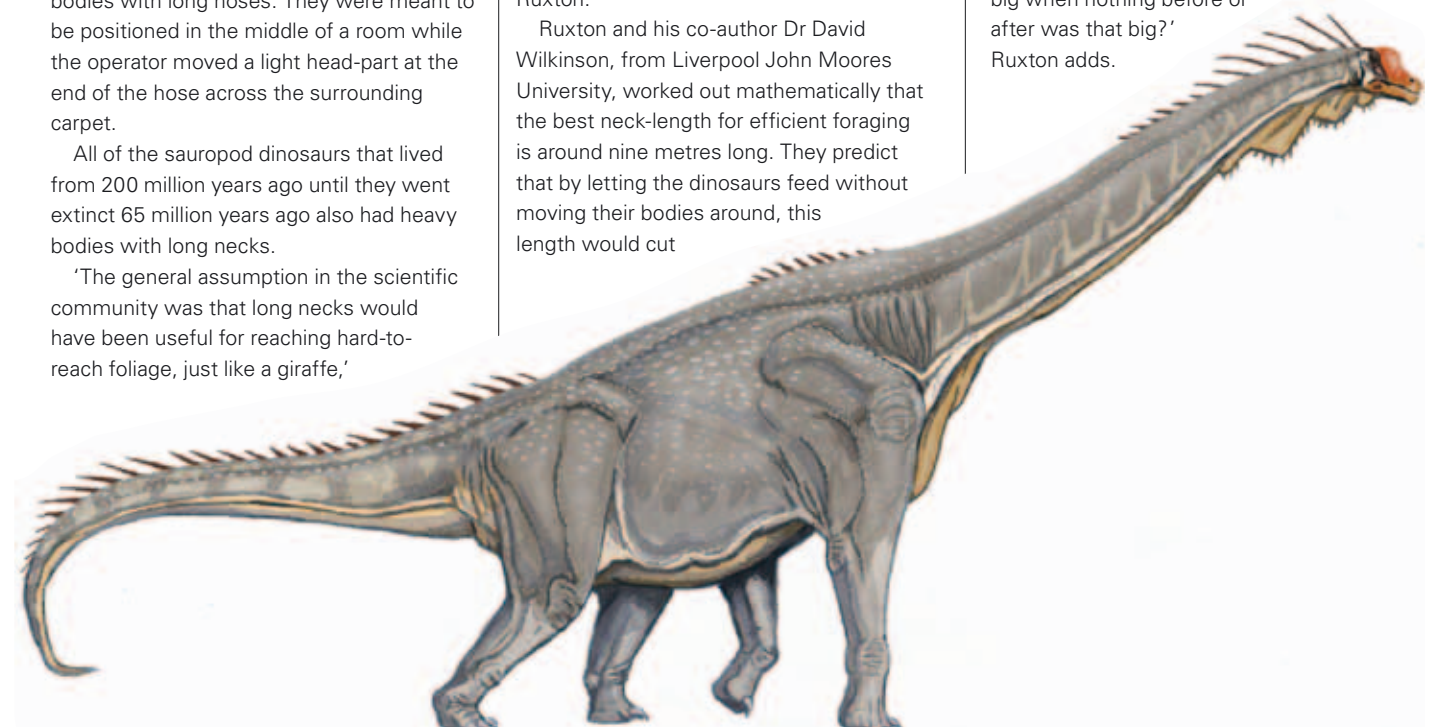 bodies with long hoses. They were meant to
be positioned in the middle of a room while
the operator moved a light head-part at the
end of the hose across the surrounding
carpet.
All of the sauropod dinosaurs that lived
from 200 million years ago until they went
extinct 65 million years ago also had heavy
bodies with long necks.
‘The general assumption in the scientific
community was that long necks would
have been useful for reaching hard-to-
reach foliage, just like a giraffe,’
Ruxton.
Ruxton and his co-author Dr David
Wilkinson, from Liverpool John Moores
University, worked out mathematically that
the best neck-length for efficient foraging
is around nine metres long. They predict
that by letting the dinosaurs feed without
moving their bodies around, this
length would cut
big when nothing before or
after was that big?’
Ruxton adds.